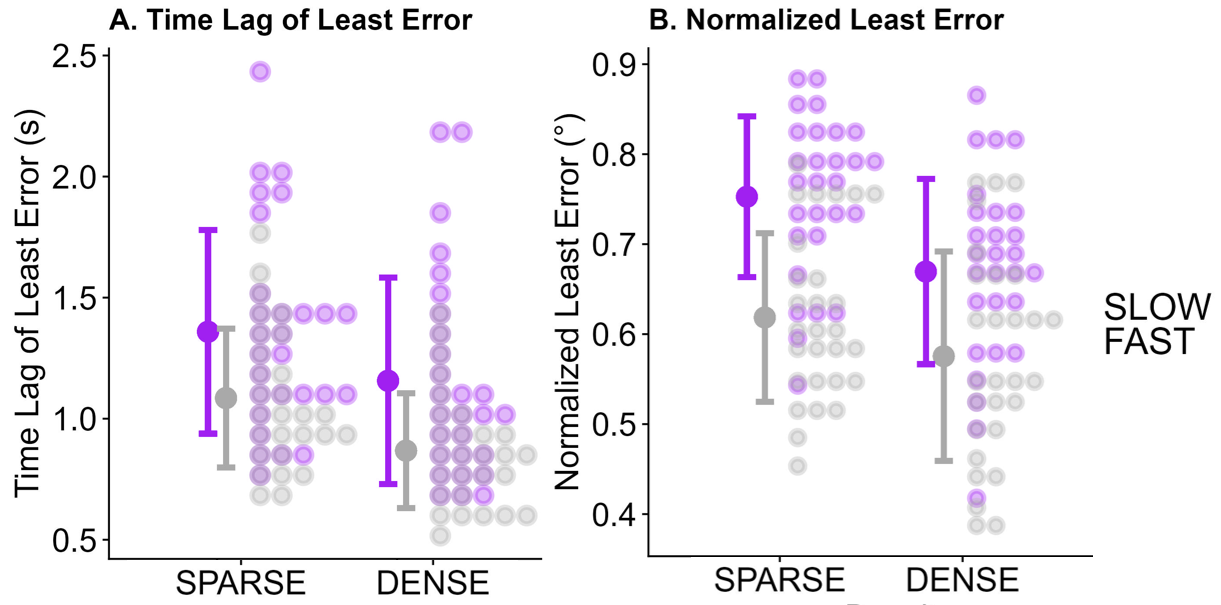 A. Time Lag of Least Error
B. Normalized Least Error
Time Lag of Least Error (s)
2.5
2.0
1.5
1.0
0.5
SPARSE
DENSE
Normalized Least Error (°)
0.9
0.8
0.7
0.6
0.5
0.4
SPARSE
DENSE
SLOW
FAST